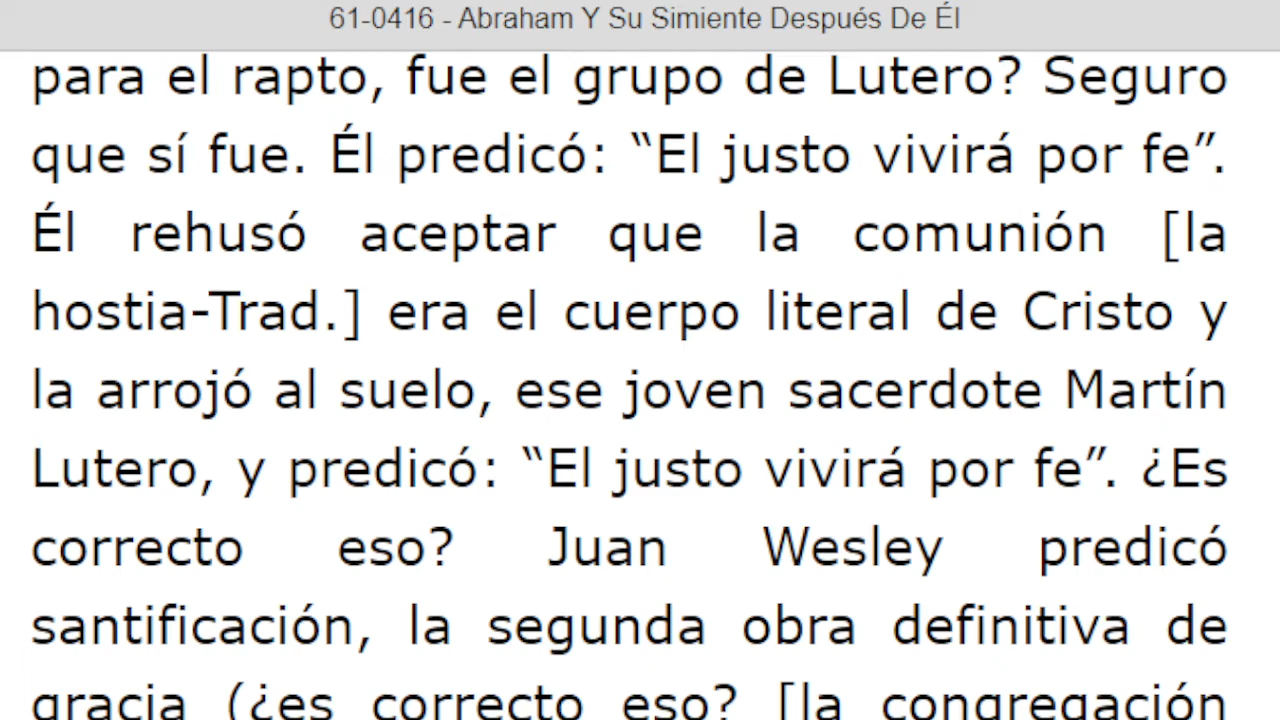 61-0416 - Abraham Y Su Simiente Después De Él
para el rapto, fue el grupo de Lutero? Seguro
que sí fue. Él predicó: “El justo vivirá por fe”.
Él rehusó aceptar que la comunión [la
hostia-Trad.] era el cuerpo literal de Cristo y
la arrojó al suelo, ese joven sacerdote Martín
Lutero, y predicó: “El justo vivirá por fe”. ¿Es
correcto eso? Juan Wesley predicó
santificación, la segunda obra definitiva de
gracia (¿es correcto eso? [la congregación